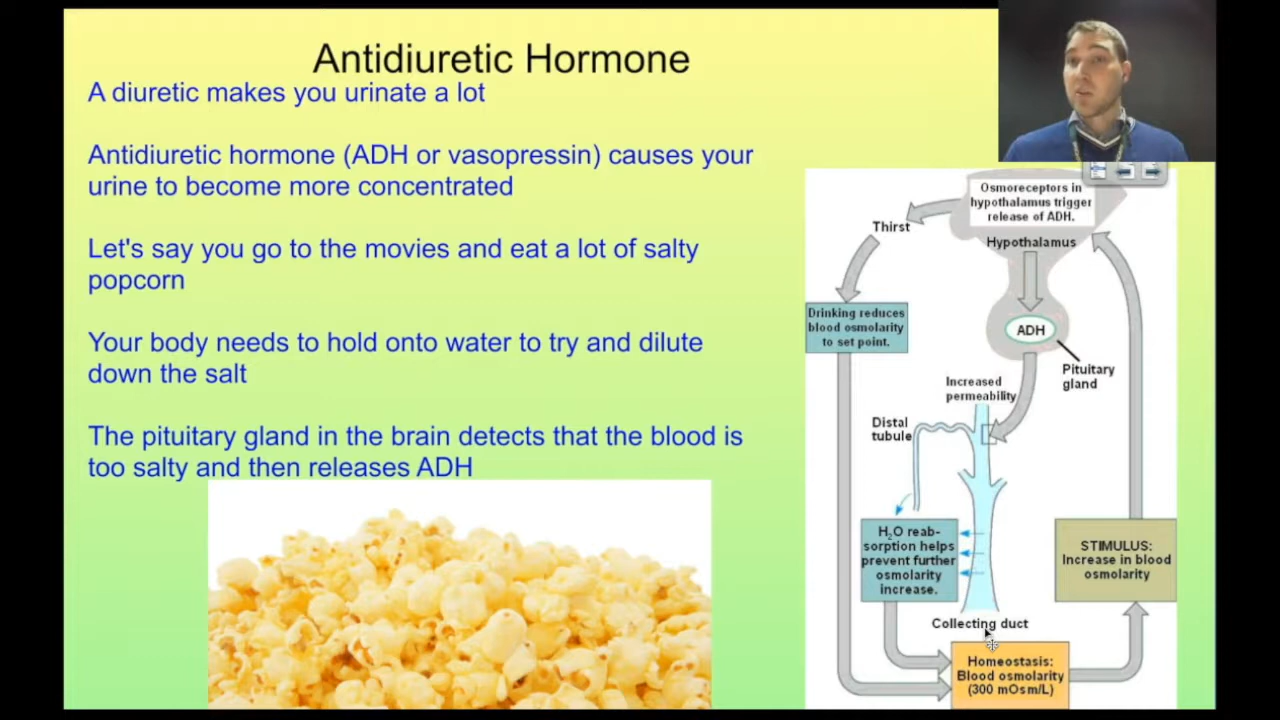 Antidiuretic Hormone
A diuretic makes you urinate a lot
Antidiuretic hormone (ADH or vasopressin) causes your
urine to become more concentrated
Let's say you go to the movies and eat a lot of salty
popcorn
Your body needs to hold onto water to try and dilute
down the salt
The pituitary gland in the brain detects that the blood is
too salty and then releases ADH
Osmoreceptors in
hypothalamus trigger
release of ADH.
Thirst
Hypothalamus
Drinking reduces
blood osmolarity
to set point.
ADH
Pituitary
gland
Increased
permeability
Distal
tubule
H₂O reab-
sorption helps
prevent further
osmolarity
increase.
STIMULUS:
Increase in blood
osmolarity
Collecting duct
Homeostasis:
Blood osmolarity
(300 mOsm/L)